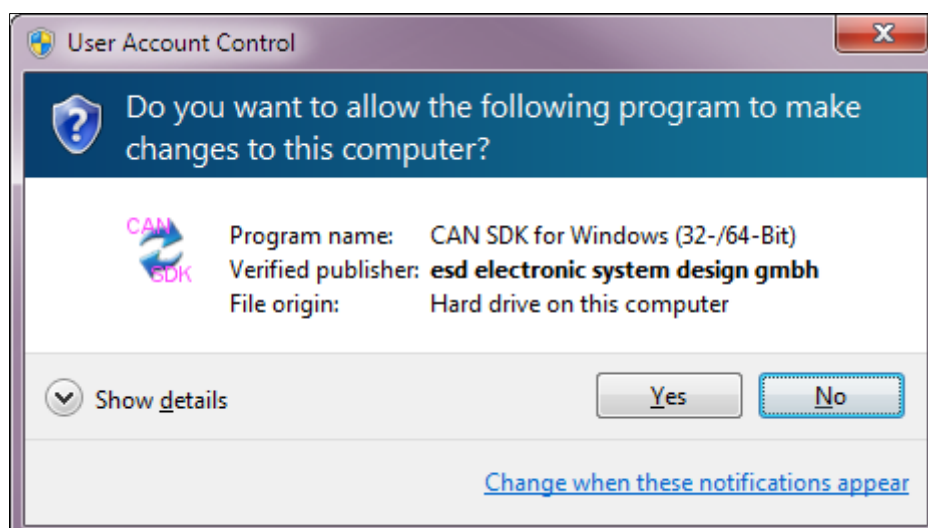 User Account Control
Do you want to allow the following program to make
changes to this computer?
CAN
SDK
Program name: CAN SDK for Windows (32-/64-Bit)
Verified publisher: esd electronic system design gmbh
File origin: Hard drive on this computer
Show details
Yes No
Change when these notifications appear